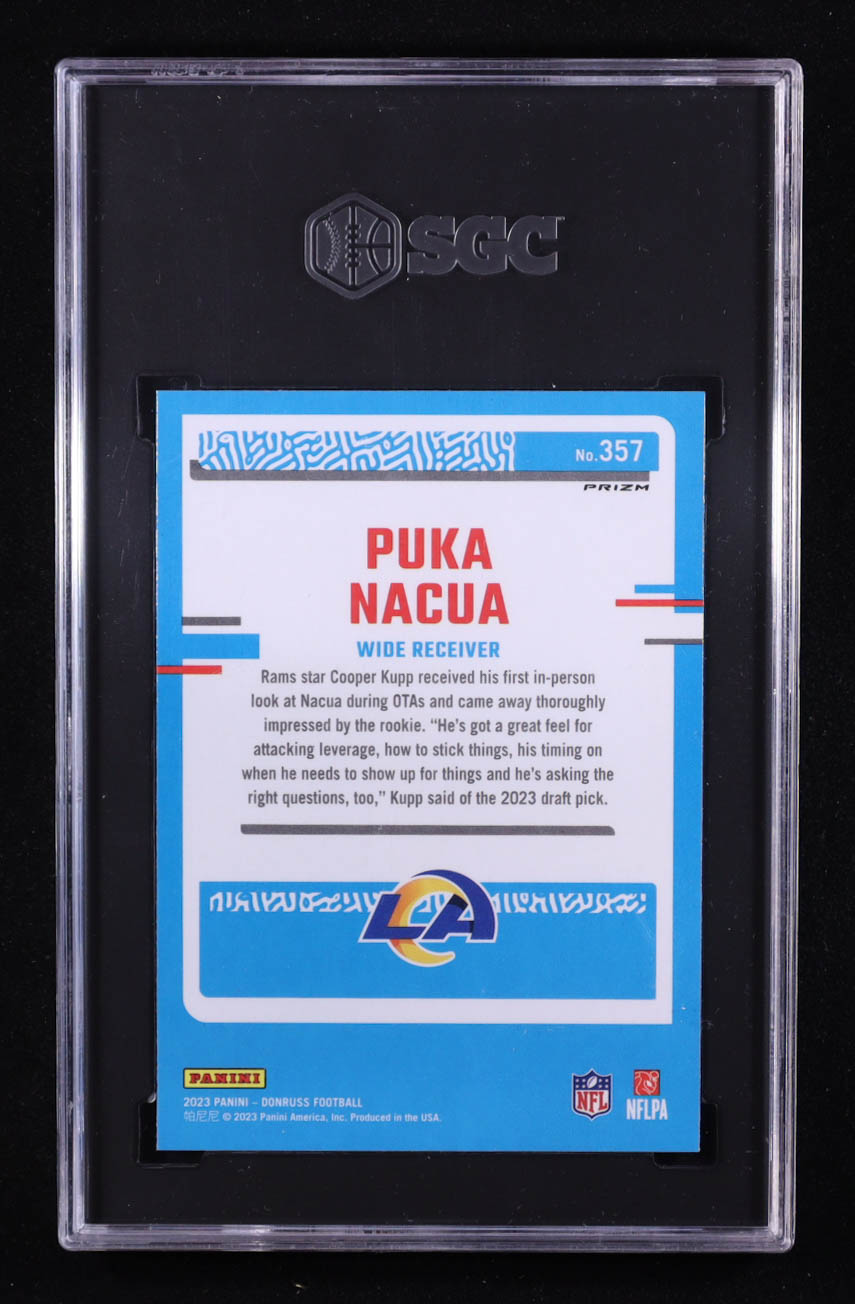 SGC
No.357
PRIZM
PUKA
NACUA
WIDE RECEIVER
Rams star Cooper Kupp received his first in-person
look at Nacua during OTAs and came away thoroughly
impressed by the rookie. “He’s got a great feel for
attacking leverage, how to stick things, his timing on
when he needs to show up for things and he’s asking the
right questions, too,” Kupp said of the 2023 draft pick.
LA
PANINI
2023 PANINI – DONRUSS FOOTBALL
帕尼尼 © 2023 Panini America, Inc. Produced in the USA.
NFL
NFLPA